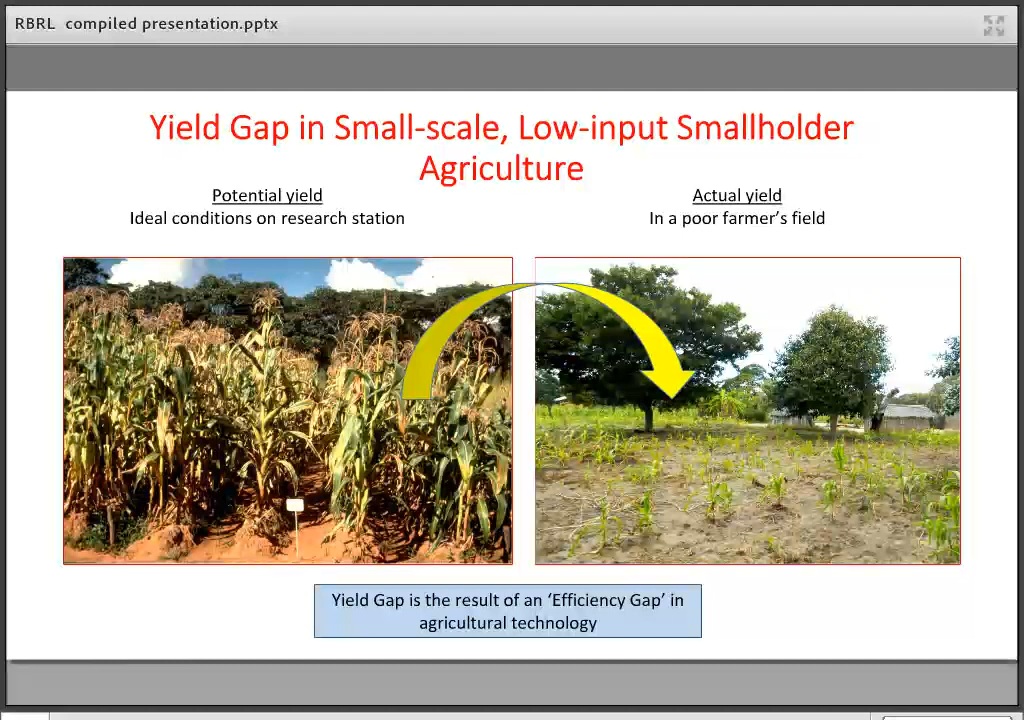 RBRL  compiled presentation.pptx
Yield Gap in Small-scale, Low-input Smallholder
Agriculture
Potential yield
Ideal conditions on research station
Actual yield
In a poor farmer’s field
Yield Gap is the result of an ‘Efficiency Gap’ in
agricultural technology